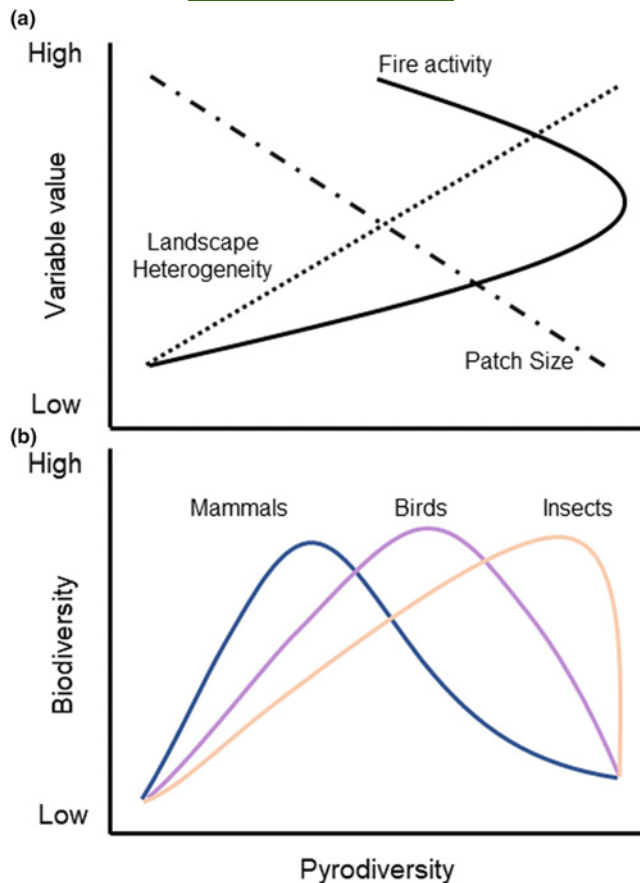 (a)
High
Fire activity
Variable value
Landscape
Heterogeneity
Patch Size
Low
(b)
High
Mammals
Birds
Insects
Biodiversity
Low
Pyrodiversity